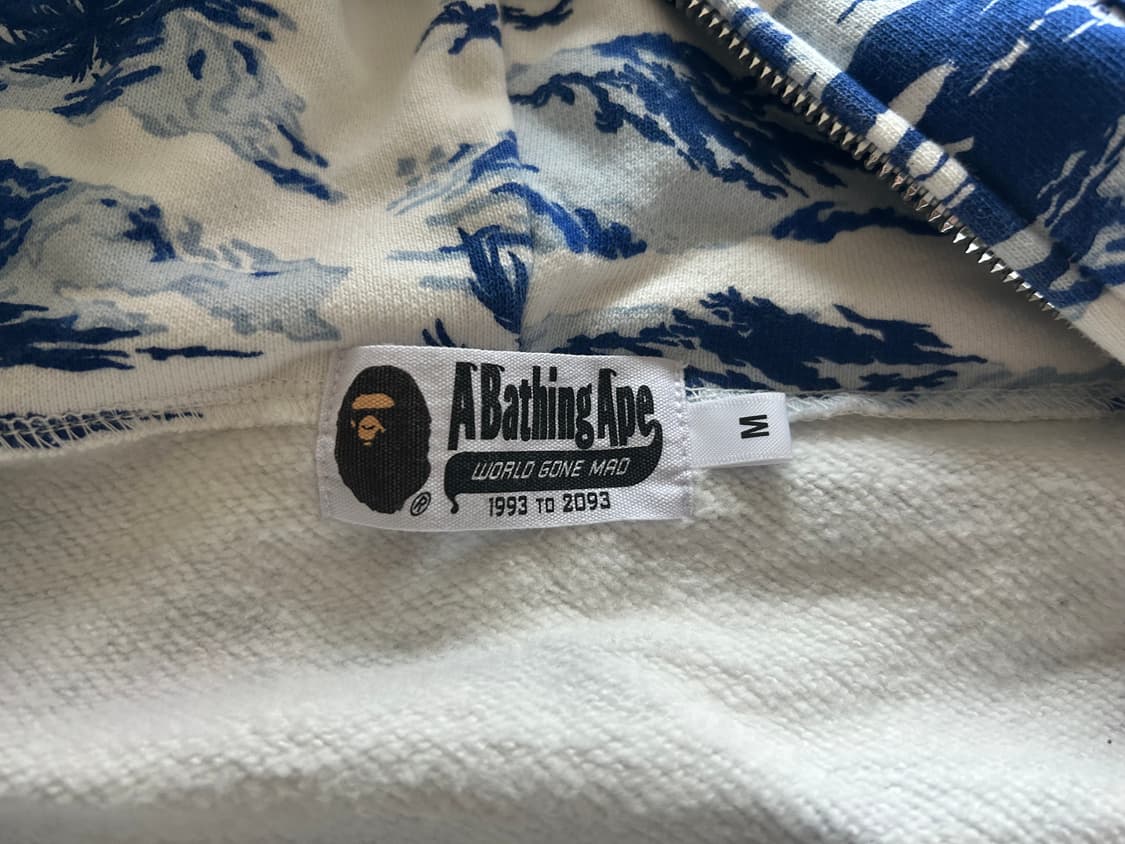 A Bathing Ape
WORLD GONE MAD
1993 TO 2093
®
M